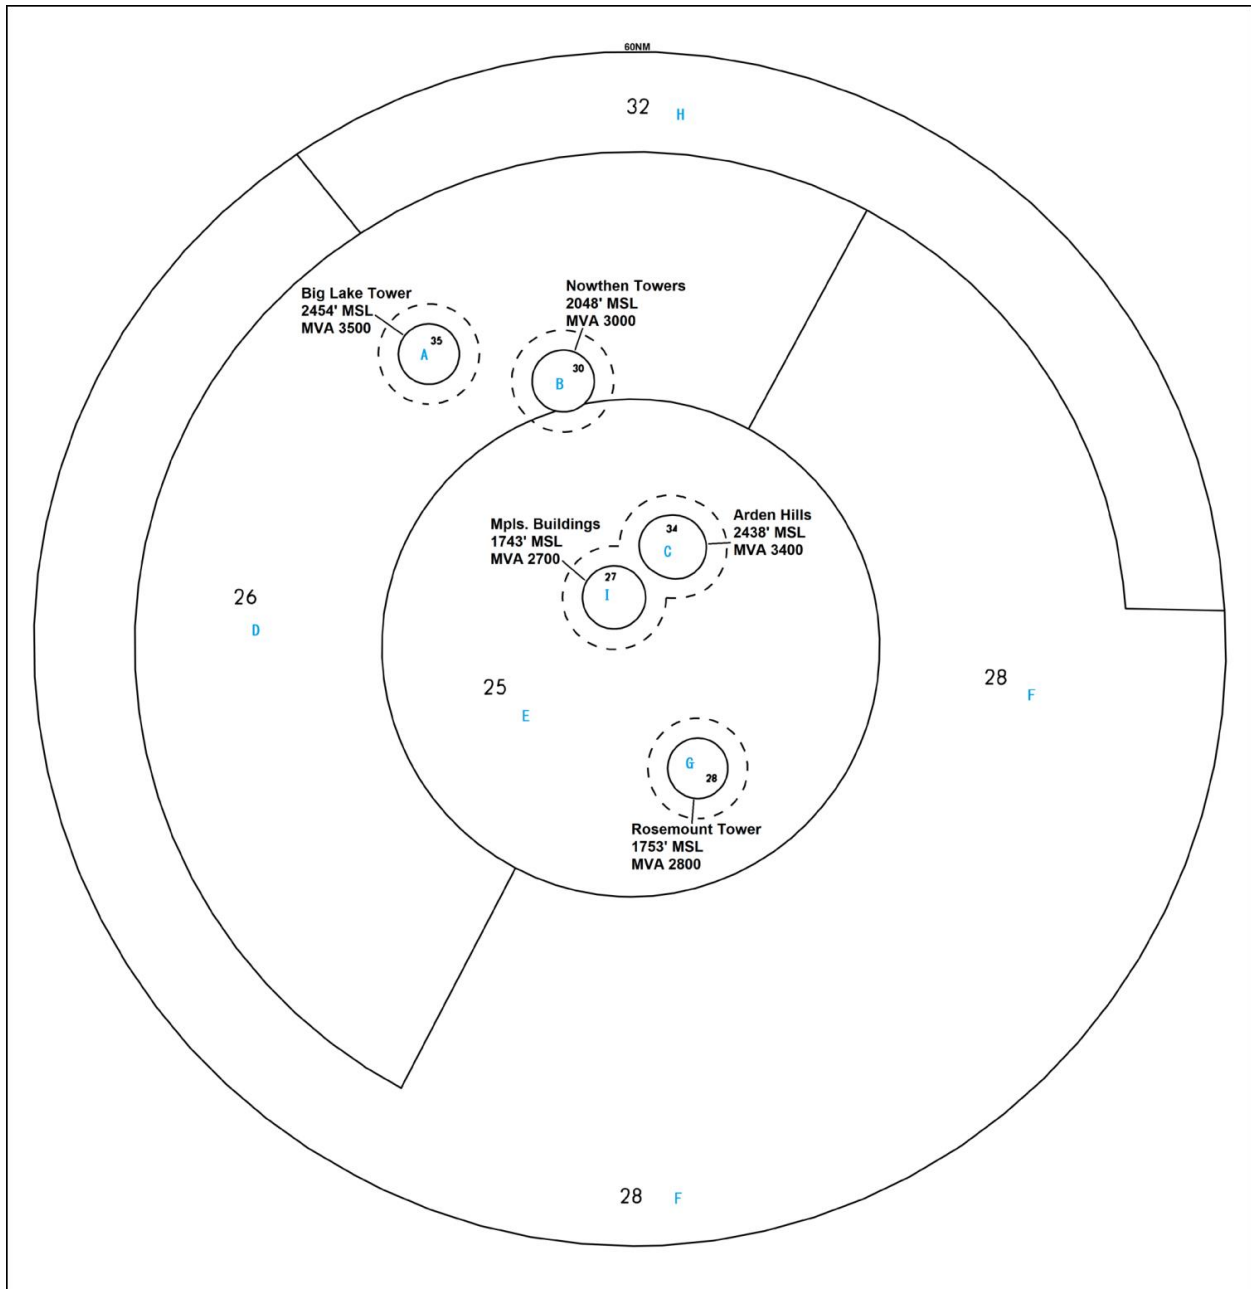 60NM
32 H
Big Lake Tower
2454' MSL
MVA 3500
35
A
Nowthen Towers
2048' MSL
MVA 3000
30
B
Mpls. Buildings
1743' MSL
MVA 2700
27
I
Arden Hills
2438' MSL
MVA 3400
34
C
26
D
25
E
28
F
G
28
Rosemount Tower
1753' MSL
MVA 2800
28 F